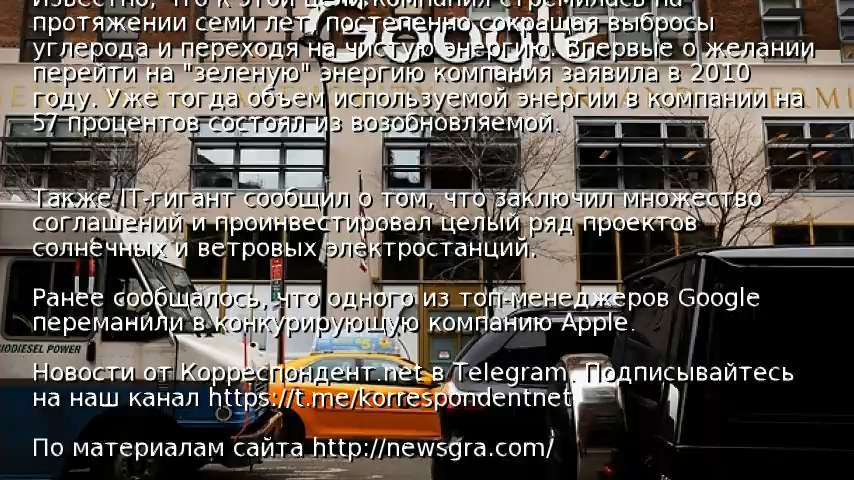 Известно, что к этой цели компания стремилась на
протяжении семи лет, постепенно сокращая выбросы
углерода и переходя на чистую энергию. Впервые о желании
перейти на "зеленую" энергию компания заявила в 2010
году. Уже тогда объем используемой энергии в компании на
57 процентов состоял из возобновляемой.
Также IT-гигант сообщил о том, что заключил множество
соглашений и проинвестировал целый ряд проектов
солнечных и ветровых электростанций.
Ранее сообщалось, что одного из топ-менеджеров Google
переманили в конкурирующую компанию Apple.
Новости от Корреспондент.net в Telegram. Подписывайтесь
на наш канал https://t.me/korrespondentnet
По материалам сайта http://newsgra.com/
Google
TERMI
IODIESEL POWER